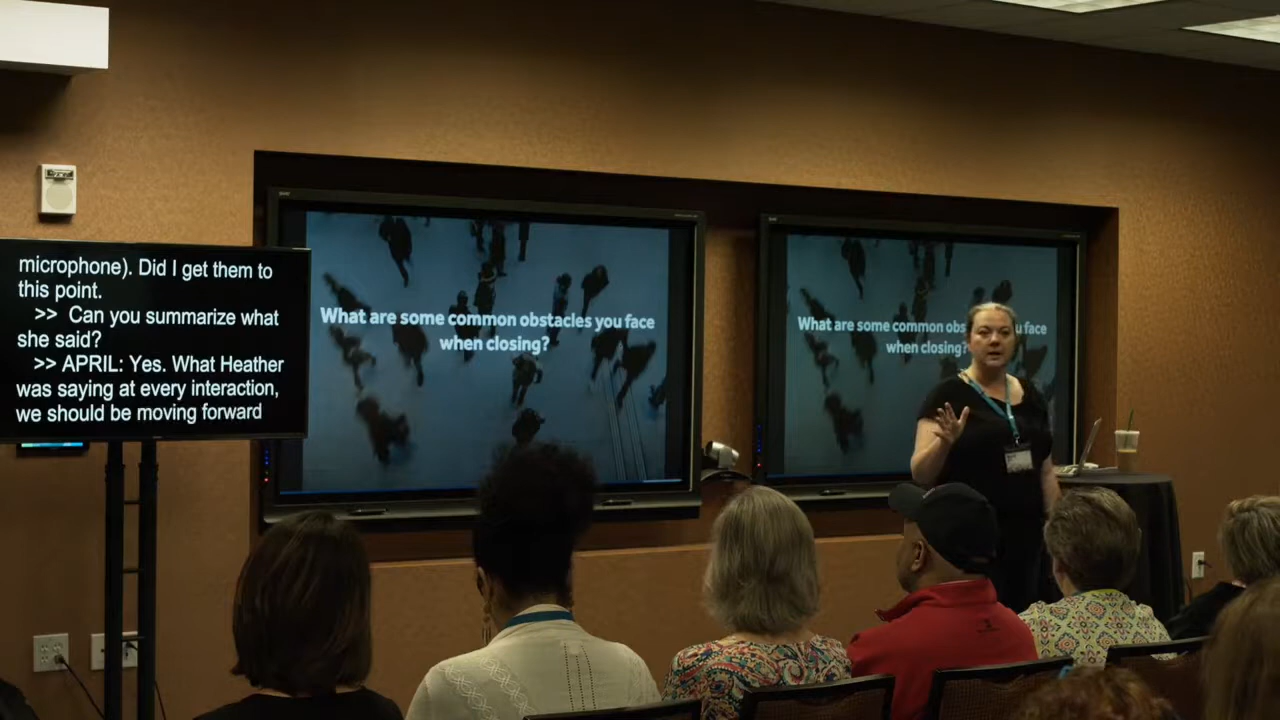 microphone). Did I get them to
this point.
>> Can you summarize what
she said?
>> APRIL: Yes. What Heather
was saying at every interaction,
we should be moving forward
What are some common obstacles you face
when closing?
What are some common obs u face
when closing?